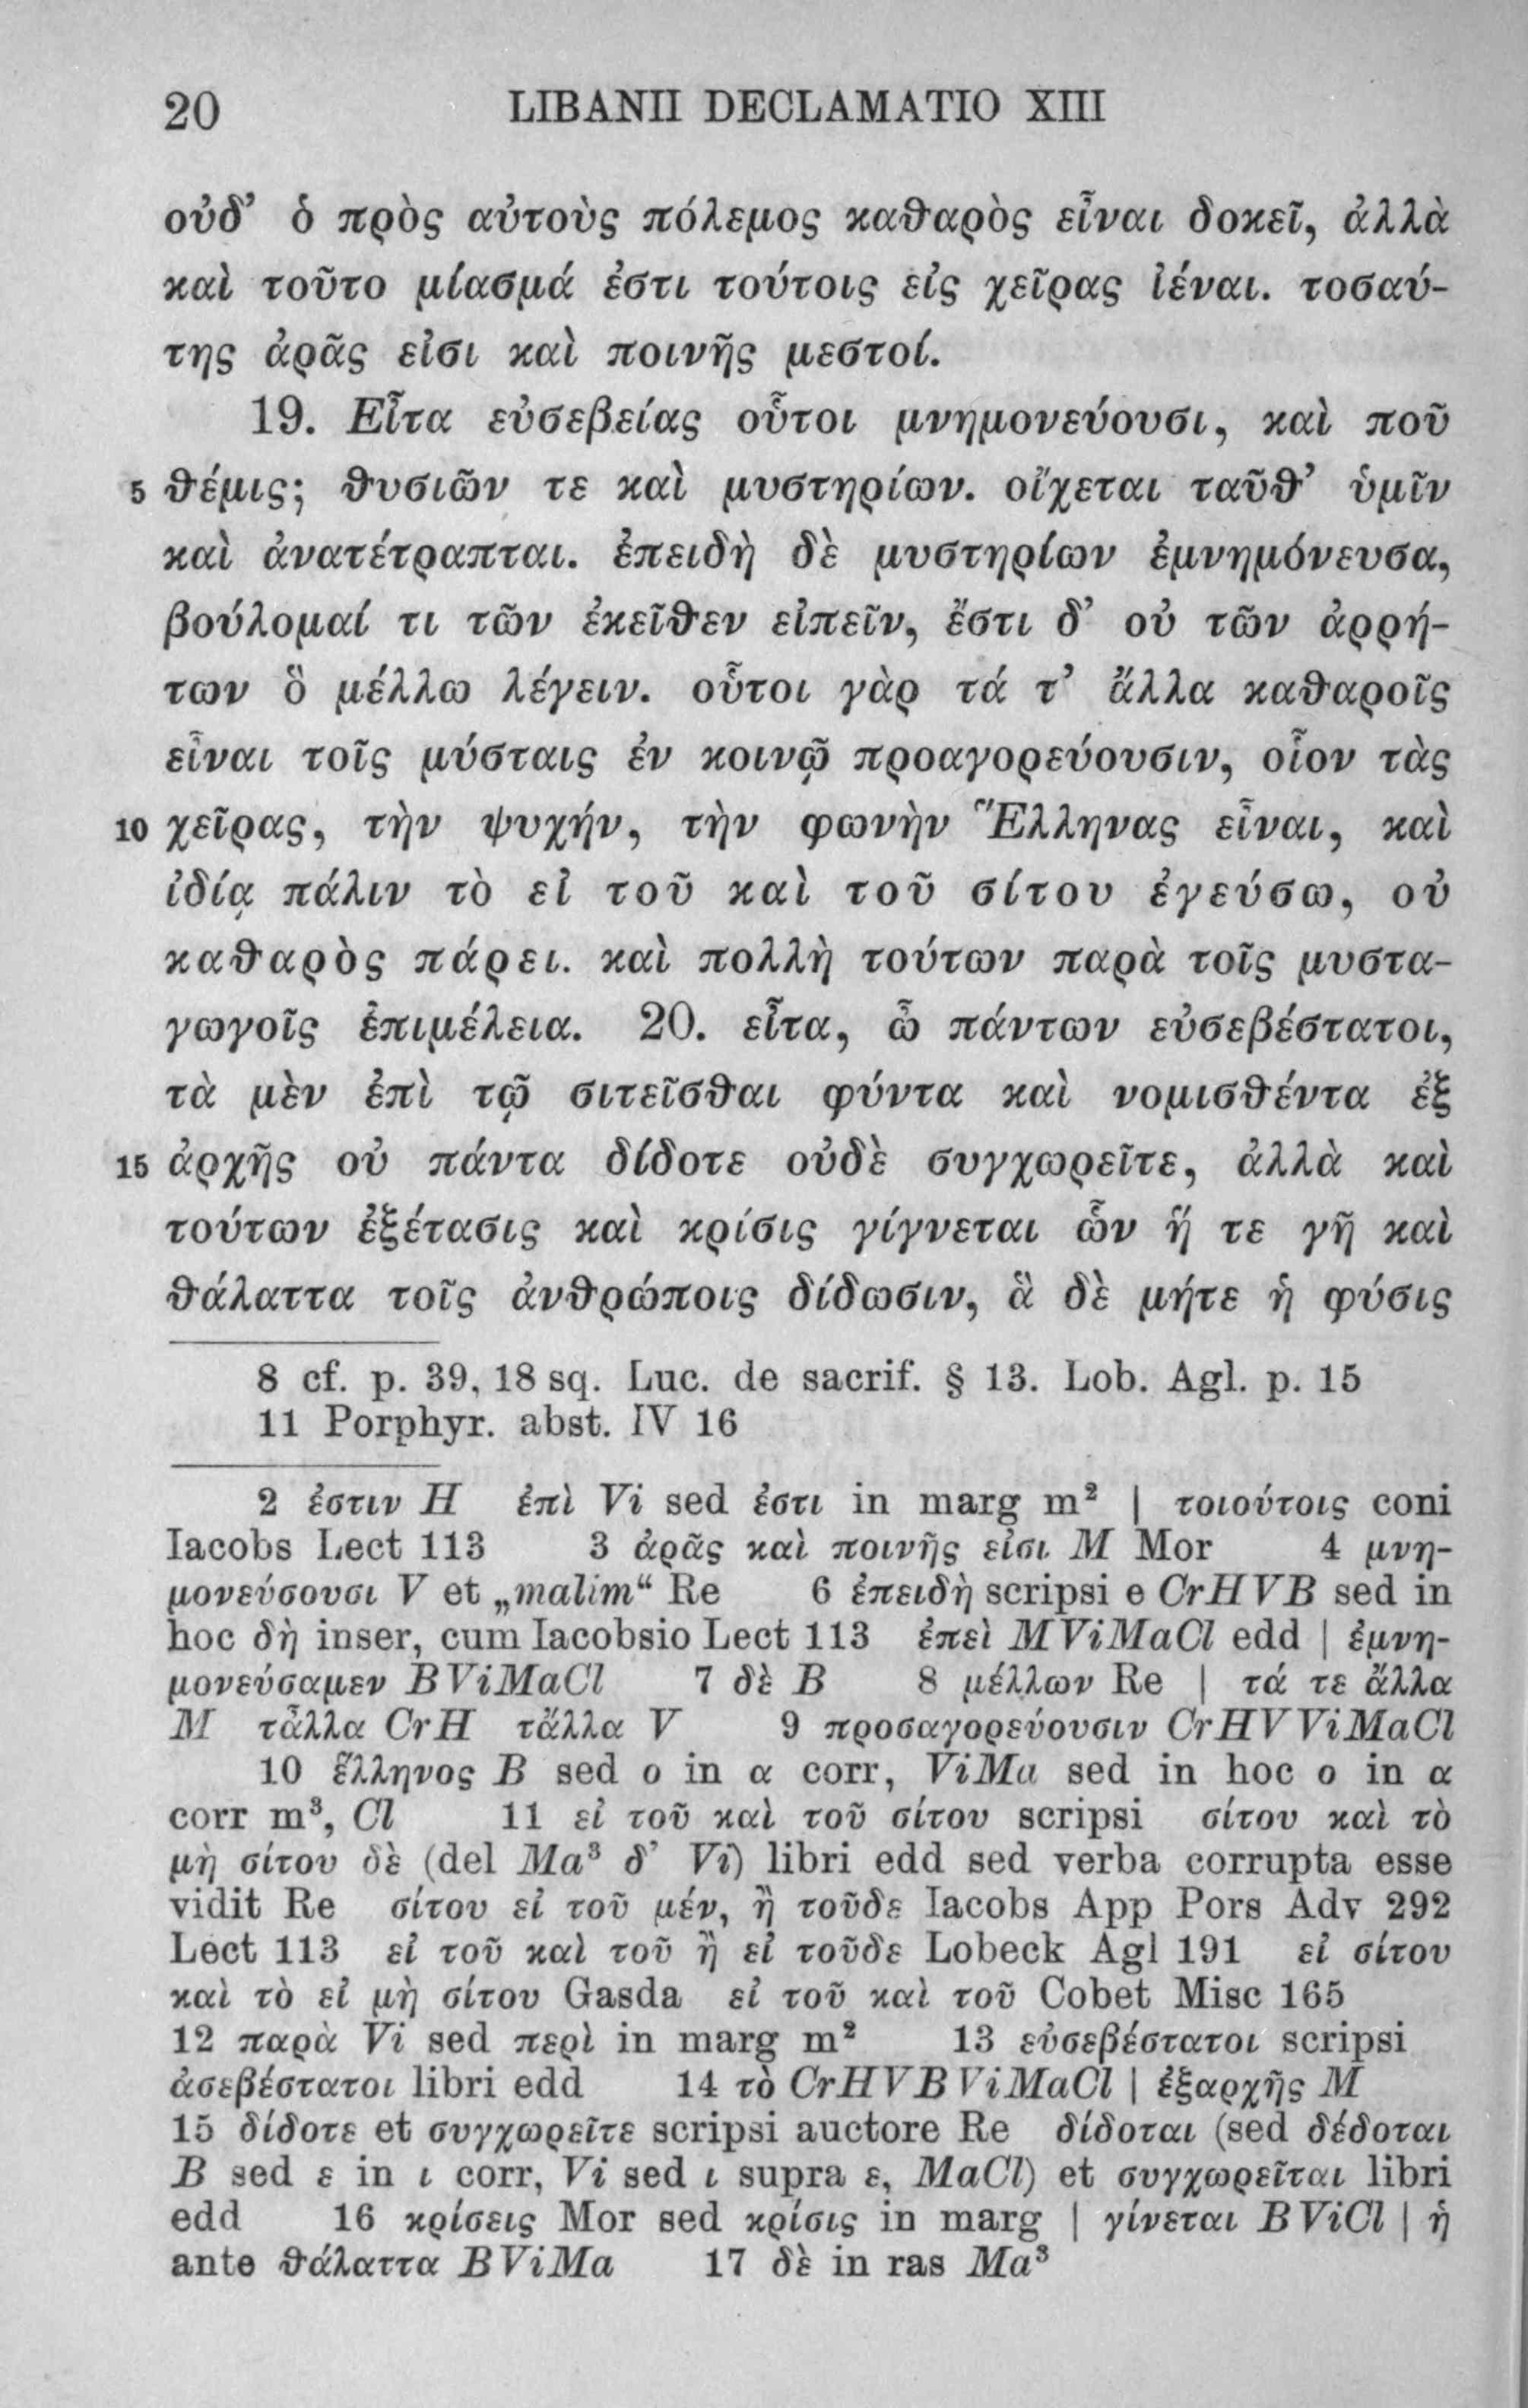 20 LIBANII DECLAMATIO XIII
οὐδ’ ὁ πρὸς αὐτοὺς πόλεμος καθαρὸς εἶναι δοκεῖ, ἀλλὰ
καὶ τοῦτο μίασμά ἐστι τούτοις εἰς χεῖρας ἰέναι. τοσαύ-
της ἀρᾶς εἰσι καὶ ποινῆς μεστοί.
19. Εἶτα εὐσεβείας οὗτοι μνημονεύουσι, καὶ ποῦ
5 θέμις; θυσιῶν τε καὶ μυστηρίων. οἴχεται ταῦθ’ ὑμῖν
καὶ ἀνατέτραπται. ἐπειδὴ δὲ μυστηρίων ἐμνημόνευσα,
βούλομαί τι τῶν ἐκεῖθεν εἰπεῖν, ἔστι δ’ οὐ τῶν ἀρρή-
των ὃ μέλλω λέγειν. οὗτοι γὰρ τά τ’ ἄλλα καθαροῖς
εἶναι τοῖς μύσταις ἐν κοινῷ προαγορεύουσιν, οἷον τὰς
10 χεῖρας, τὴν ψυχήν, τὴν φωνὴν Ἕλληνας εἶναι, καὶ
ἰδίᾳ πάλιν τὸ εἰ τοῦ καὶ τοῦ σίτου ἐγεύσω, οὐ
καθαρὸς πάρει. καὶ πολλὴ τούτων παρὰ τοῖς μυστα-
γωγοῖς ἐπιμέλεια. 20. εἶτα, ὦ πάντων εὐσεβέστατοι,
τὰ μὲν ἐπὶ τῷ σιτεῖσθαι φύντα καὶ νομισθέντα ἐξ
15 ἀρχῆς οὐ πάντα δίδοτε οὐδὲ συγχωρεῖτε, ἀλλὰ καὶ
τούτων ἐξέτασις καὶ κρίσις γίγνεται ὧν ἥ τε γῆ καὶ
θάλαττα τοῖς ἀνθρώποις δίδωσιν, ἃ δὲ μήτε ἡ φύσις
8 cf. p. 39, 18 sq. Luc. de sacrif. § 13. Lob. Agl. p. 15
11 Porphyr. abst. IV 16
2 ἐστιν H ἐπὶ Vi sed ἐστι in marg m² | τοιούτοις coni
Iacobs Lect 113 3 ἀρᾶς καὶ ποινῆς εἰσι M Mor 4 μνη-
μονεύσουσι V et „malim“ Re 6 ἐπειδὴ scripsi e CrHVB sed in
hoc δὴ inser, cum Iacobsio Lect 113 ἐπεὶ MViMaCl edd | ἐμνη-
μονεύσαμεν BViMaCl 7 δὲ B 8 μέλλων Re | τά τε ἄλλα
M τἆλλα CrH τἄλλα V 9 προσαγορεύουσιν CrHVViMaCl
10 ἕλληνος B sed ο in α corr, ViMa sed in hoc ο in α
corr m³, Cl 11 εἰ τοῦ καὶ τοῦ σίτου scripsi σίτου καὶ τὸ
μὴ σίτου δὲ (del Ma³ δ’ Vi) libri edd sed verba corrupta esse
vidit Re σίτου εἰ τοῦ μέν, ἢ τοῦδε Iacobs App Pors Adv 292
Lect 113 εἰ τοῦ καὶ τοῦ ἢ εἰ τοῦδε Lobeck Agl 191 εἰ σίτου
καὶ τὸ εἰ μὴ σίτου Gasda εἰ τοῦ καὶ τοῦ Cobet Misc 165
12 παρὰ Vi sed περὶ in marg m² 13 εὐσεβέστατοι scripsi
ἀσεβέστατοι libri edd 14 τὸ CrHVBViMaCl | ἐξαρχῆς M
15 δίδοτε et συγχωρεῖτε scripsi auctore Re δίδοται (sed δέδοται
B sed ε in ι corr, Vi sed ι supra ε, MaCl) et συγχωρεῖται libri
edd 16 κρίσεις Mor sed κρίσις in marg | γίνεται BViCl | ἡ
ante θάλαττα BViMa 17 δὲ in ras Ma³